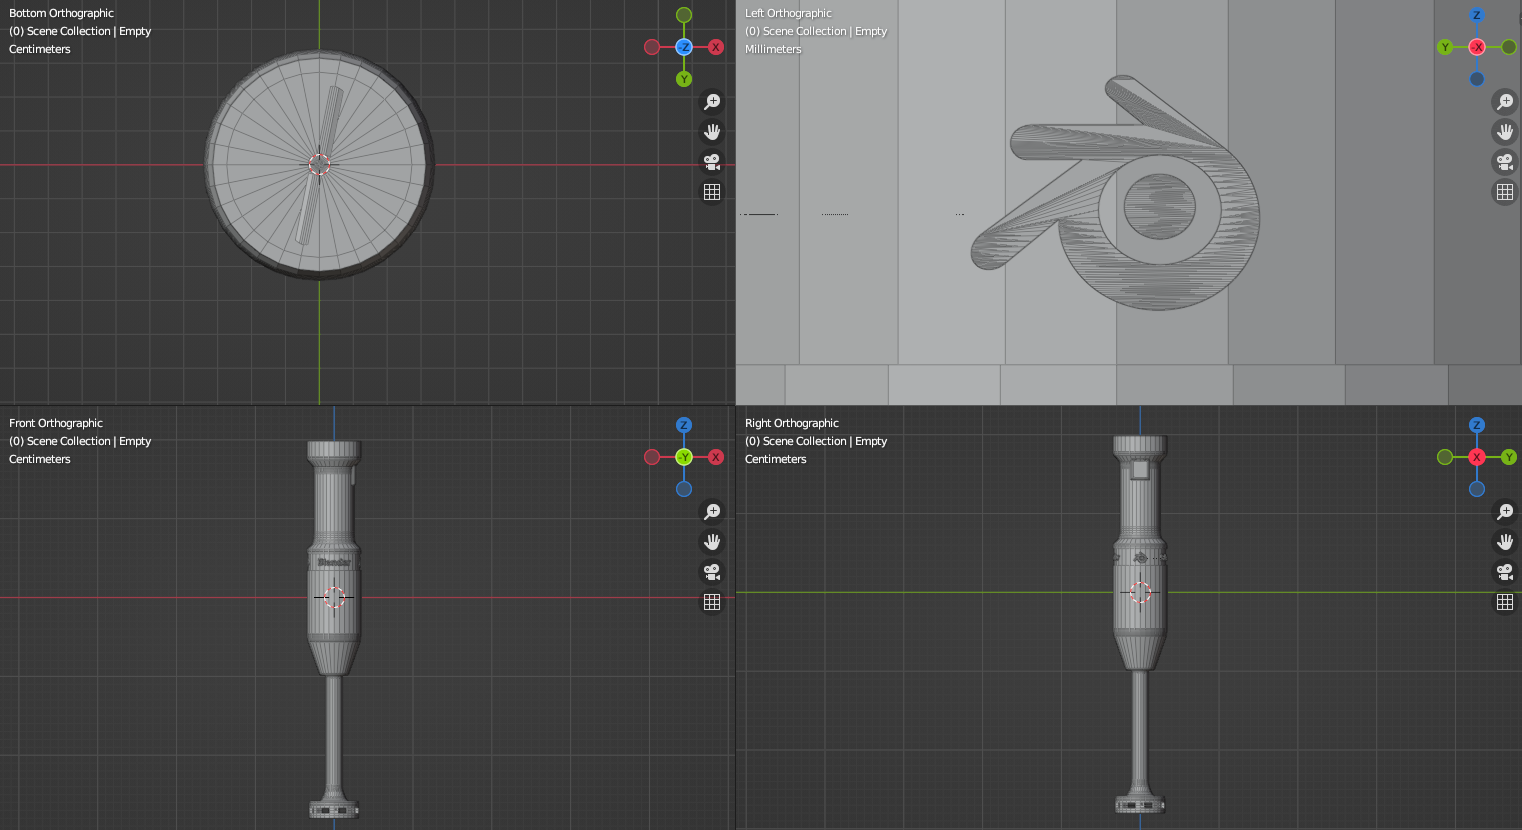 Bottom Orthographic
(0) Scene Collection | Empty
Centimeters
-Z
X
Y
Left Orthographic
(0) Scene Collection | Empty
Millimeters
Z
Y
-X
Front Orthographic
(0) Scene Collection | Empty
Centimeters
Z
-Y
X
Blender
Right Orthographic
(0) Scene Collection | Empty
Centimeters
Z
X
Y